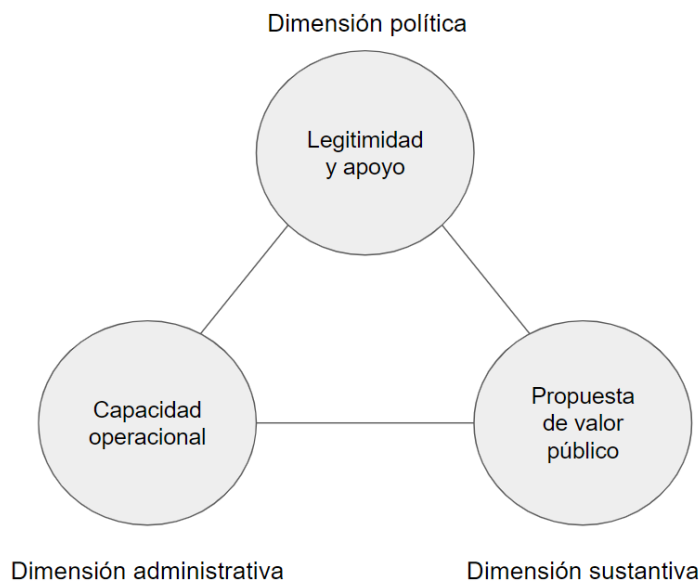 Dimensión política
Legitimidad
y apoyo
Capacidad
operacional
Propuesta
de valor
público
Dimensión administrativa
Dimensión sustantiva